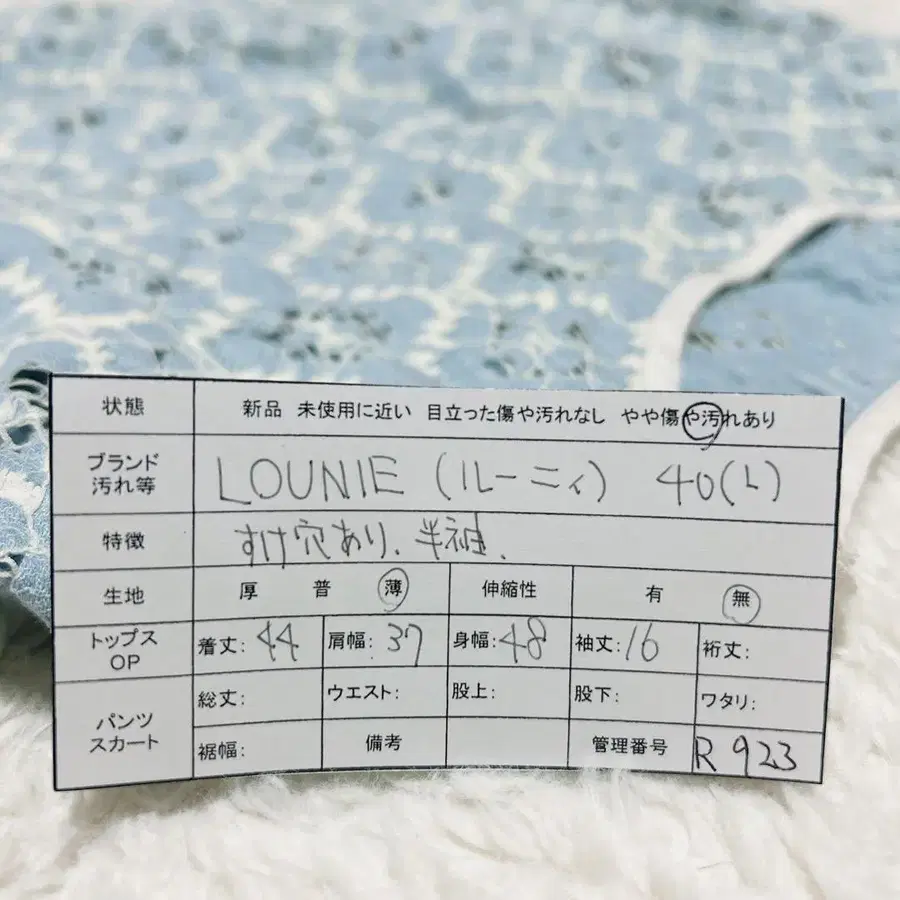 状態 新品 未使用に近い 目立った傷や汚れなし やや傷や汚れあり
ブランド
汚れ等 LOUNIE (ルーニィ) 40(L)
特徴 すけ穴あり、半袖、
生地 厚 普 薄 伸縮性 有 無
トップス
OP 着丈: 44 肩幅: 37 身幅: 48 袖丈: 16 裄丈:
パンツ
スカート 総丈: ウエスト: 股上: 股下: ワタリ:
裾幅: 備考 管理番号 R 923